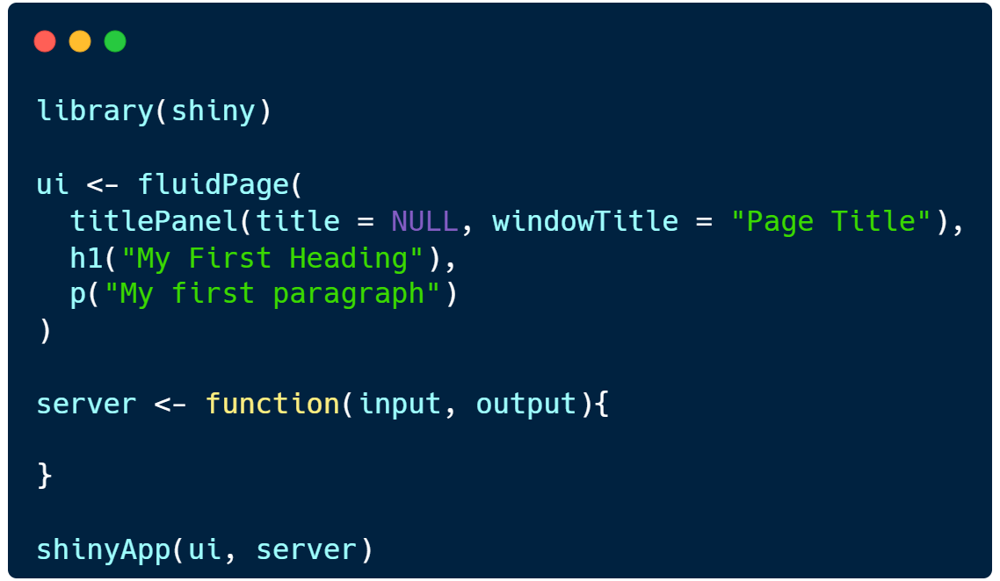 library(shiny)
ui <- fluidPage(
  titlePanel(title = NULL, windowTitle = "Page Title"),
  h1("My First Heading"),
  p("My first paragraph")
)
server <- function(input, output){
}
shinyApp(ui, server)